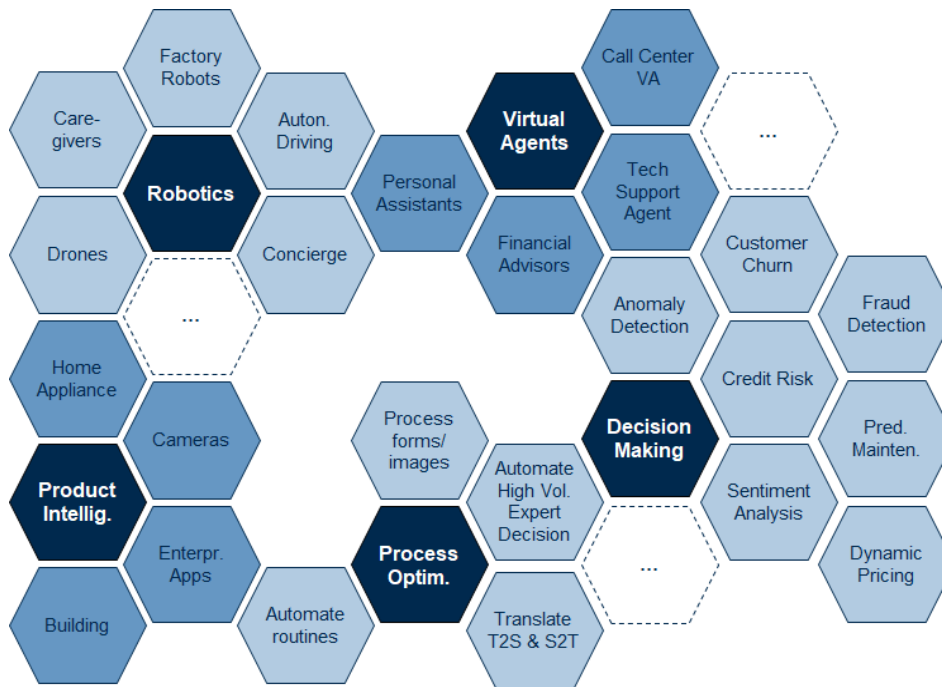 Factory
Robots
Care-
givers
Auton.
Driving
Robotics
Drones
Concierge
...
Home
Appliance
Cameras
Product
Intellig.
Enterpr.
Apps
Building
Call Center
VA
Virtual
Agents
...
Personal
Assistants
Tech
Support
Agent
Financial
Advisors
Customer
Churn
Anomaly
Detection
Fraud
Detection
Credit Risk
Process
forms/
images
Decision
Making
Pred.
Mainten.
Automate
High Vol.
Expert
Decision
Sentiment
Analysis
Process
Optim.
...
Dynamic
Pricing
Automate
routines
Translate
T2S & S2T